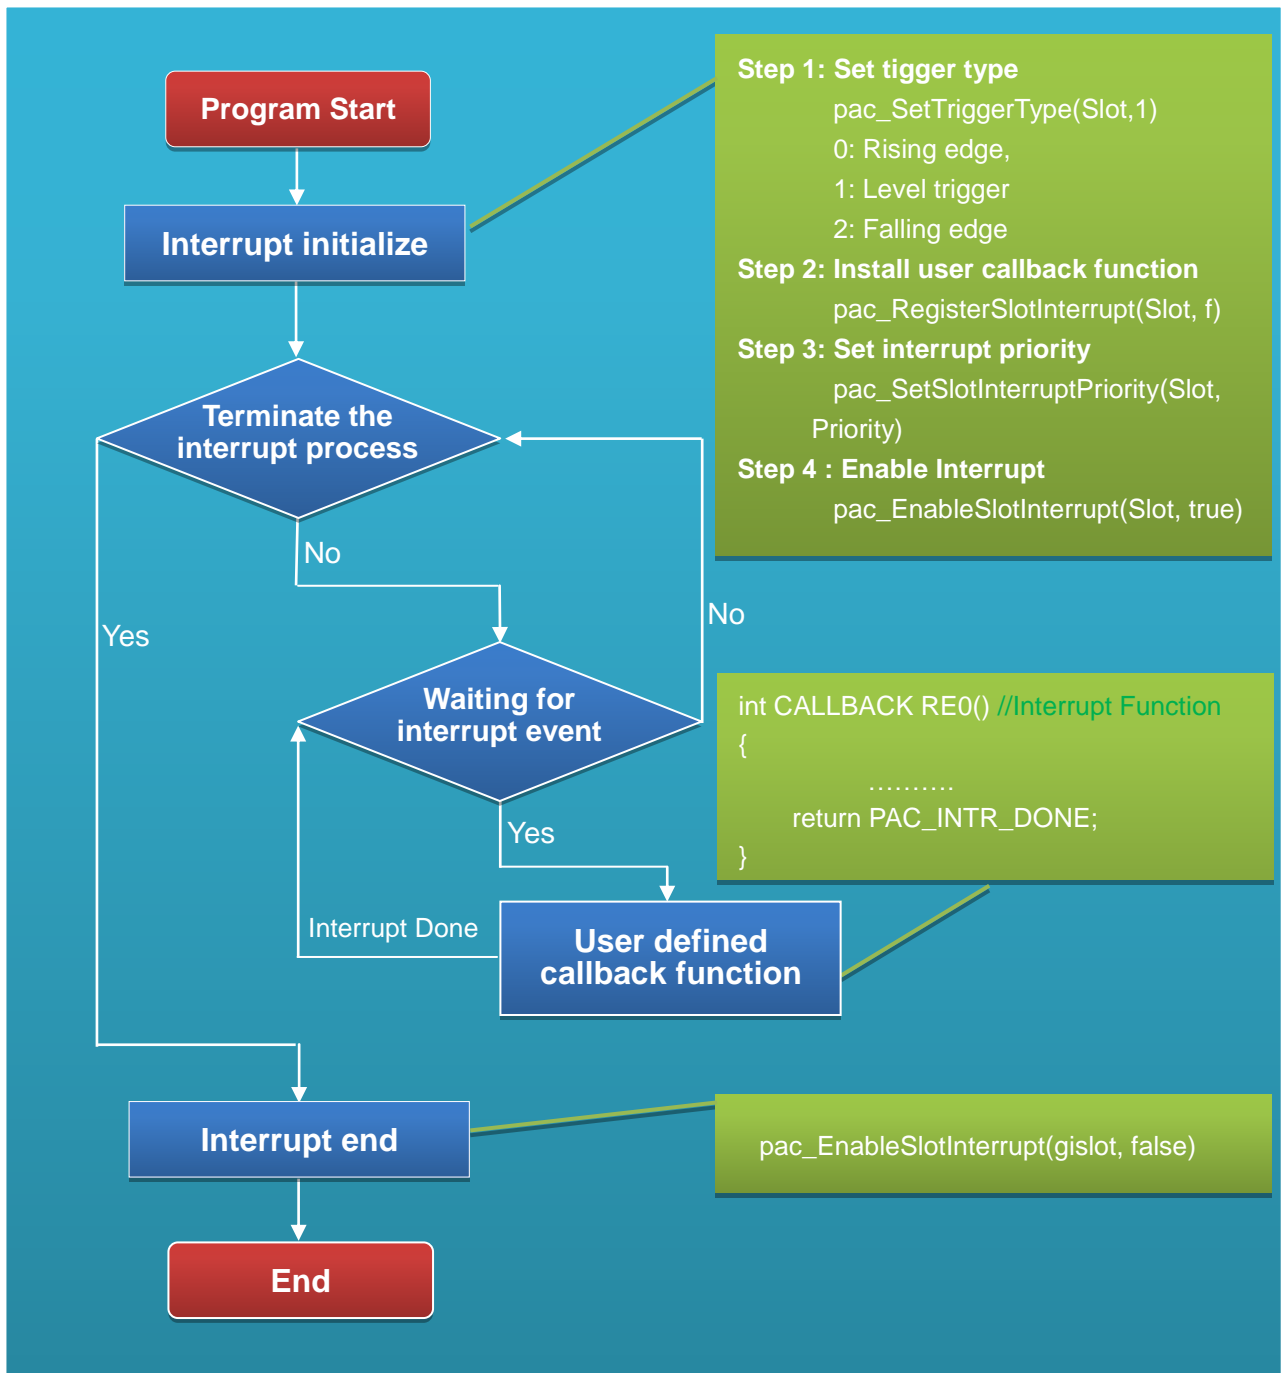 Program Start
Interrupt initialize
Terminate the
interrupt process
No
Yes
Waiting for
interrupt event
No
Yes
Interrupt Done
User defined
callback function
Interrupt end
End
Step 1: Set tigger type
pac_SetTriggerType(Slot,1)
0: Rising edge,
1: Level trigger
2: Falling edge
Step 2: Install user callback function
pac_RegisterSlotInterrupt(Slot, f)
Step 3: Set interrupt priority
pac_SetSlotInterruptPriority(Slot,
Priority)
Step 4 : Enable Interrupt
pac_EnableSlotInterrupt(Slot, true)
int CALLBACK RE0() //Interrupt Function
{
..........
return PAC_INTR_DONE;
}
pac_EnableSlotInterrupt(gislot, false)